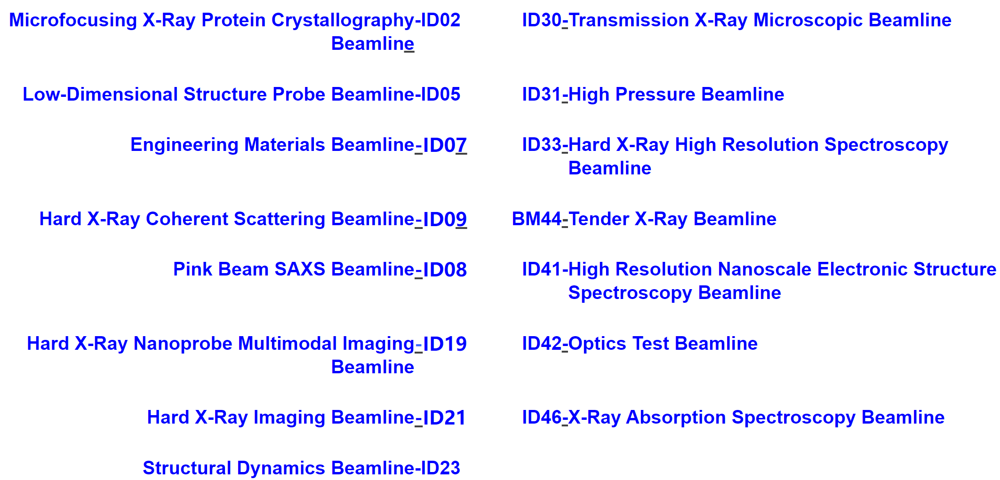 Microfocusing X-Ray Protein Crystallography-ID02
Beamline
Low-Dimensional Structure Probe Beamline-ID05
Engineering Materials Beamline-ID07
Hard X-Ray Coherent Scattering Beamline-ID09
Pink Beam SAXS Beamline-ID08
Hard X-Ray Nanoprobe Multimodal Imaging-ID19
Beamline
Hard X-Ray Imaging Beamline-ID21
Structural Dynamics Beamline-ID23
ID30-Transmission X-Ray Microscopic Beamline
ID31-High Pressure Beamline
ID33-Hard X-Ray High Resolution Spectroscopy
Beamline
BM44-Tender X-Ray Beamline
ID41-High Resolution Nanoscale Electronic Structure
Spectroscopy Beamline
ID42-Optics Test Beamline
ID46-X-Ray Absorption Spectroscopy Beamline